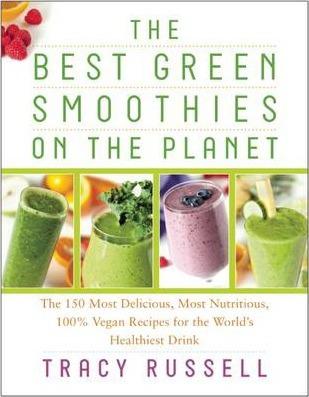 THE
BEST GREEN
SMOOTHIES
ON THE PLANET
The 150 Most Delicious, Most Nutritious,
100% Vegan Recipes for the World's
Healthiest Drink
TRACY RUSSELL